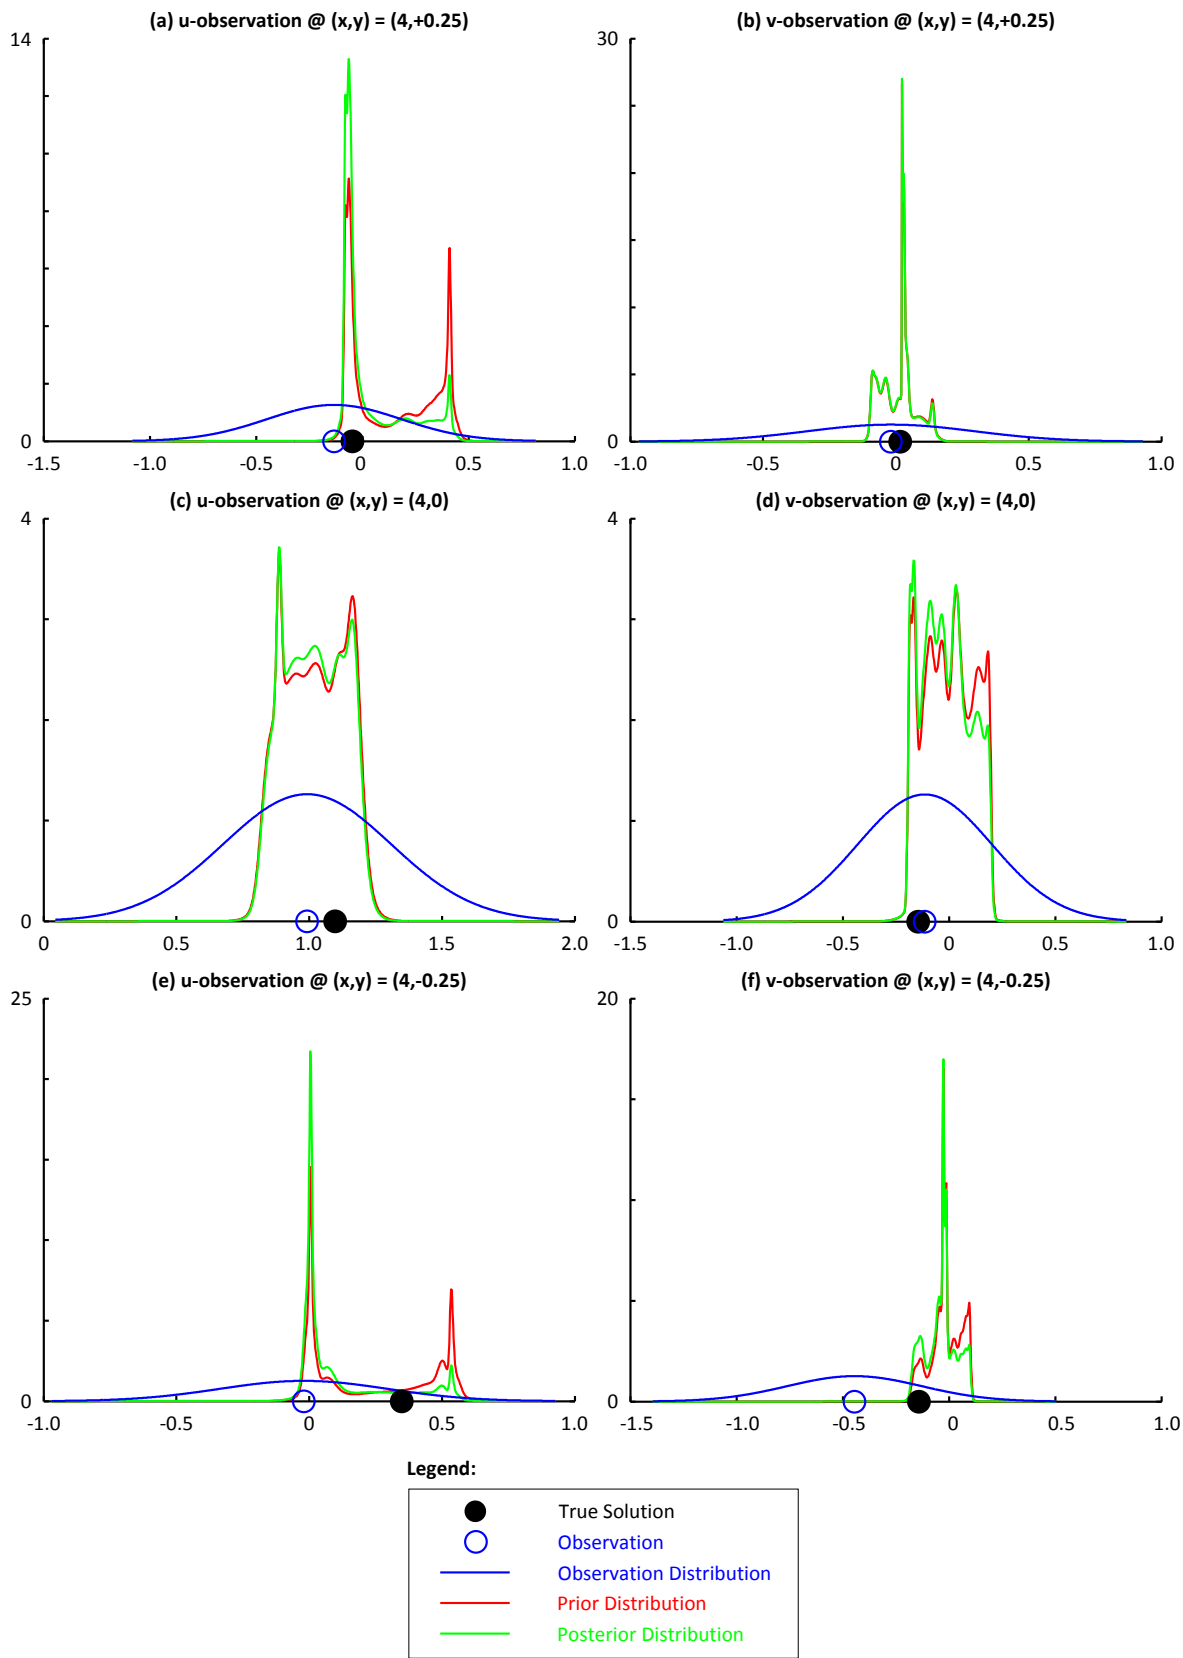 (a) u-observation @ (x,y) = (4,+0.25)
14
0
-1.5 -1.0 -0.5 0 0.5 1.0
(b) v-observation @ (x,y) = (4,+0.25)
30
0
-1.0 -0.5 0 0.5 1.0
(c) u-observation @ (x,y) = (4,0)
4
0
0 0.5 1.0 1.5 2.0
(d) v-observation @ (x,y) = (4,0)
4
0
-1.5 -1.0 -0.5 0 0.5 1.0
(e) u-observation @ (x,y) = (4,-0.25)
25
0
-1.0 -0.5 0 0.5 1.0
(f) v-observation @ (x,y) = (4,-0.25)
20
0
-1.5 -1.0 -0.5 0 0.5 1.0
Legend:
True Solution
Observation
Observation Distribution
Prior Distribution
Posterior Distribution